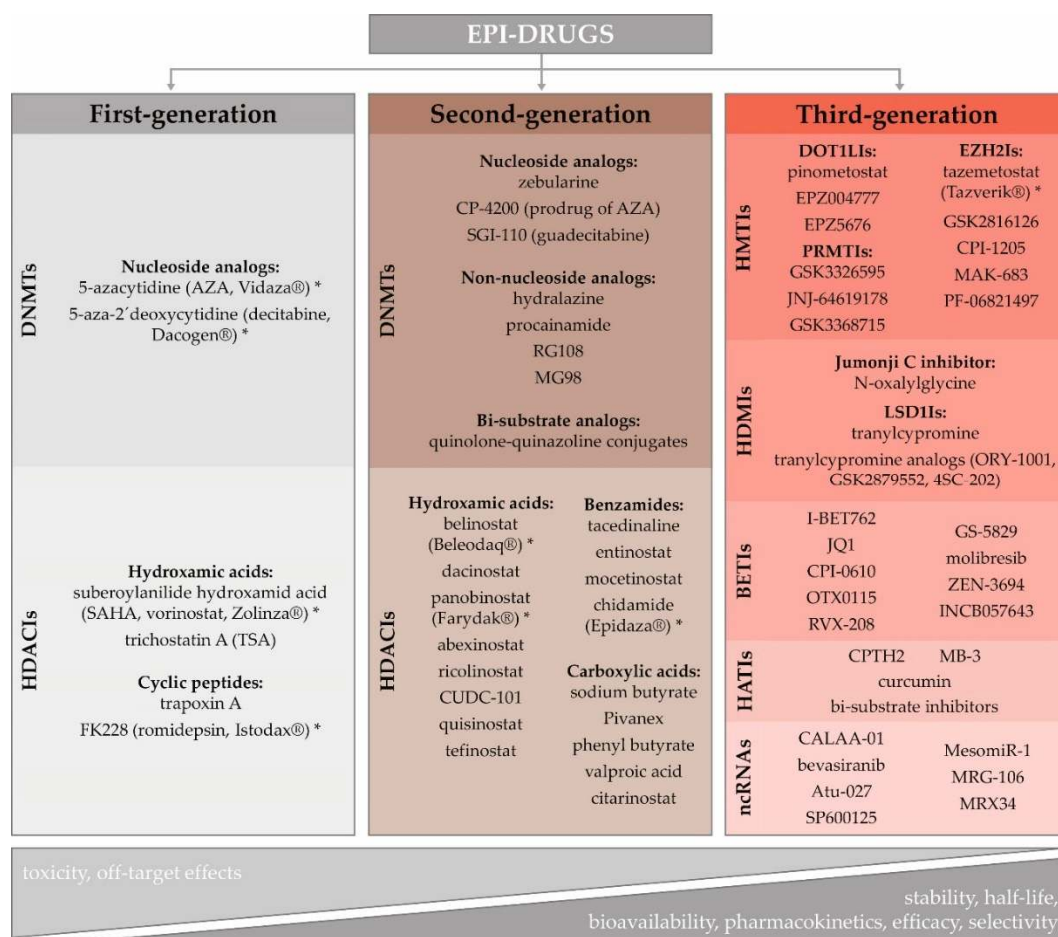 EPI-DRUGS
First-generation
DNMTs
Nucleoside analogs:
5-azacytidine (AZA, Vidaza®) *
5-aza-2´deoxycytidine (decitabine,
Dacogen®) *
HDACIs
Hydroxamic acids:
suberoylanilide hydroxamid acid
(SAHA, vorinostat, Zolinza®) *
trichostatin A (TSA)
Cyclic peptides:
trapoxin A
FK228 (romidepsin, Istodax®) *
Second-generation
DNMTs
Nucleoside analogs:
zebularine
CP-4200 (prodrug of AZA)
SGI-110 (guadecitabine)
Non-nucleoside analogs:
hydralazine
procainamide
RG108
MG98
Bi-substrate analogs:
quinolone-quinazoline conjugates
HDACIs
Hydroxamic acids:
belinostat
(Beleodaq®) *
dacinostat
panobinostat
(Farydak®) *
abexinostat
ricolinostat
CUDC-101
quisinostat
tefinostat
Benzamides:
tacedinaline
entinostat
mocetinostat
chidamide
(Epidaza®) *
Carboxylic acids:
sodium butyrate
Pivanex
phenyl butyrate
valproic acid
citarinostat
Third-generation
HMTIs
DOT1LIs:
pinometostat
EPZ004777
EPZ5676
PRMTIs:
GSK3326595
JNJ-64619178
GSK3368715
EZH2Is:
tazemetostat
(Tazverik®) *
GSK2816126
CPI-1205
MAK-683
PF-06821497
HDMIs
Jumonji C inhibitor:
N-oxalylglycine
LSD1Is:
tranylcypromine
tranylcypromine analogs (ORY-1001,
GSK2879552, 4SC-202)
BETIs
I-BET762
JQ1
CPI-0610
OTX0115
RVX-208
GS-5829
molibresib
ZEN-3694
INCB057643
HATIs
CPTH2 MB-3
curcumin
bi-substrate inhibitors
ncRNAs
CALAA-01
bevasiranib
Atu-027
SP600125
MesomiR-1
MRG-106
MRX34
toxicity, off-target effects
stability, half-life,
bioavailability, pharmacokinetics, efficacy, selectivity